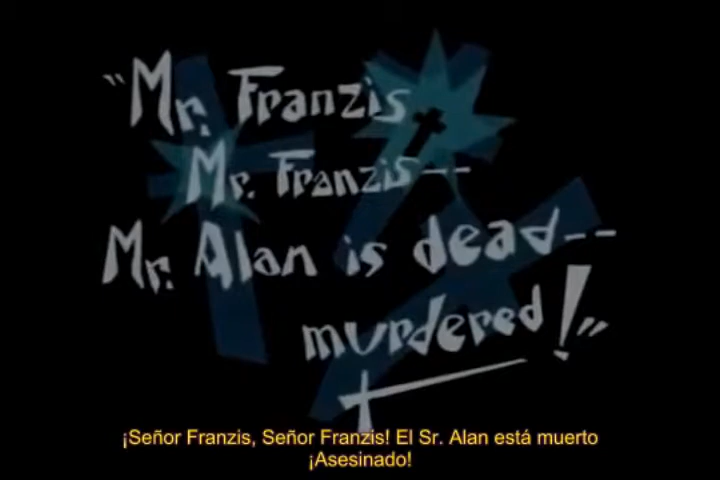 "Mr. Franzis
Mr. Franzis--
Mr. Alan is dead--
murdered!"
¡Señor Franzis, Señor Franzis! El Sr. Alan está muerto
¡Asesinado!